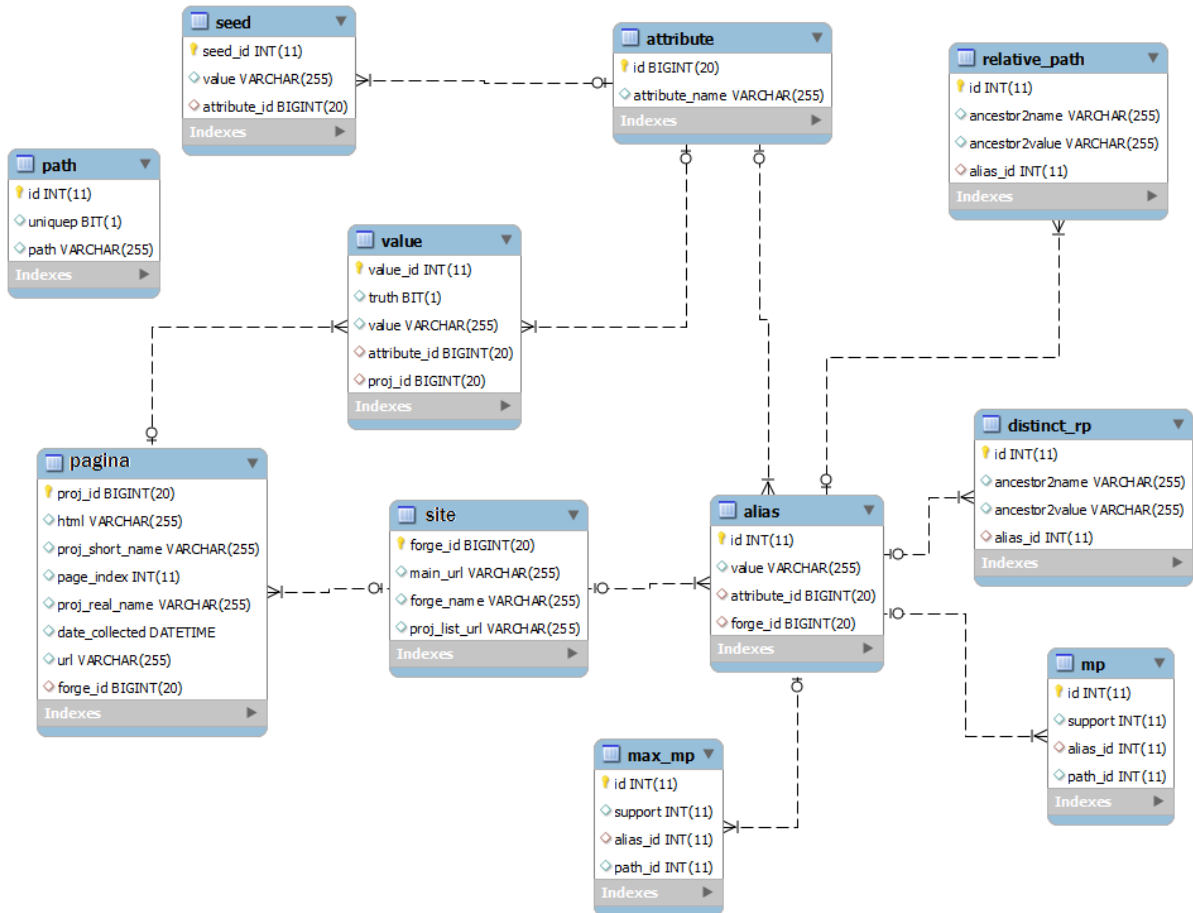 seed
seed_id INT(11)
value VARCHAR(255)
attribute_id BIGINT(20)
Indexes
attribute
id BIGINT(20)
attribute_name VARCHAR(255)
Indexes
relative_path
id INT(11)
ancestor2name VARCHAR(255)
ancestor2value VARCHAR(255)
alias_id INT(11)
Indexes
path
id INT(11)
uniquep BIT(1)
path VARCHAR(255)
Indexes
value
value_id INT(11)
truth BIT(1)
value VARCHAR(255)
attribute_id BIGINT(20)
proj_id BIGINT(20)
Indexes
pagina
proj_id BIGINT(20)
html VARCHAR(255)
proj_short_name VARCHAR(255)
page_index INT(11)
proj_real_name VARCHAR(255)
date_collected DATETIME
url VARCHAR(255)
forge_id BIGINT(20)
Indexes
site
forge_id BIGINT(20)
main_url VARCHAR(255)
forge_name VARCHAR(255)
proj_list_url VARCHAR(255)
Indexes
alias
id INT(11)
value VARCHAR(255)
attribute_id BIGINT(20)
forge_id BIGINT(20)
Indexes
distinct_rp
id INT(11)
ancestor2name VARCHAR(255)
ancestor2value VARCHAR(255)
alias_id INT(11)
Indexes
mp
id INT(11)
support INT(11)
alias_id INT(11)
path_id INT(11)
Indexes
max_mp
id INT(11)
support INT(11)
alias_id INT(11)
path_id INT(11)
Indexes